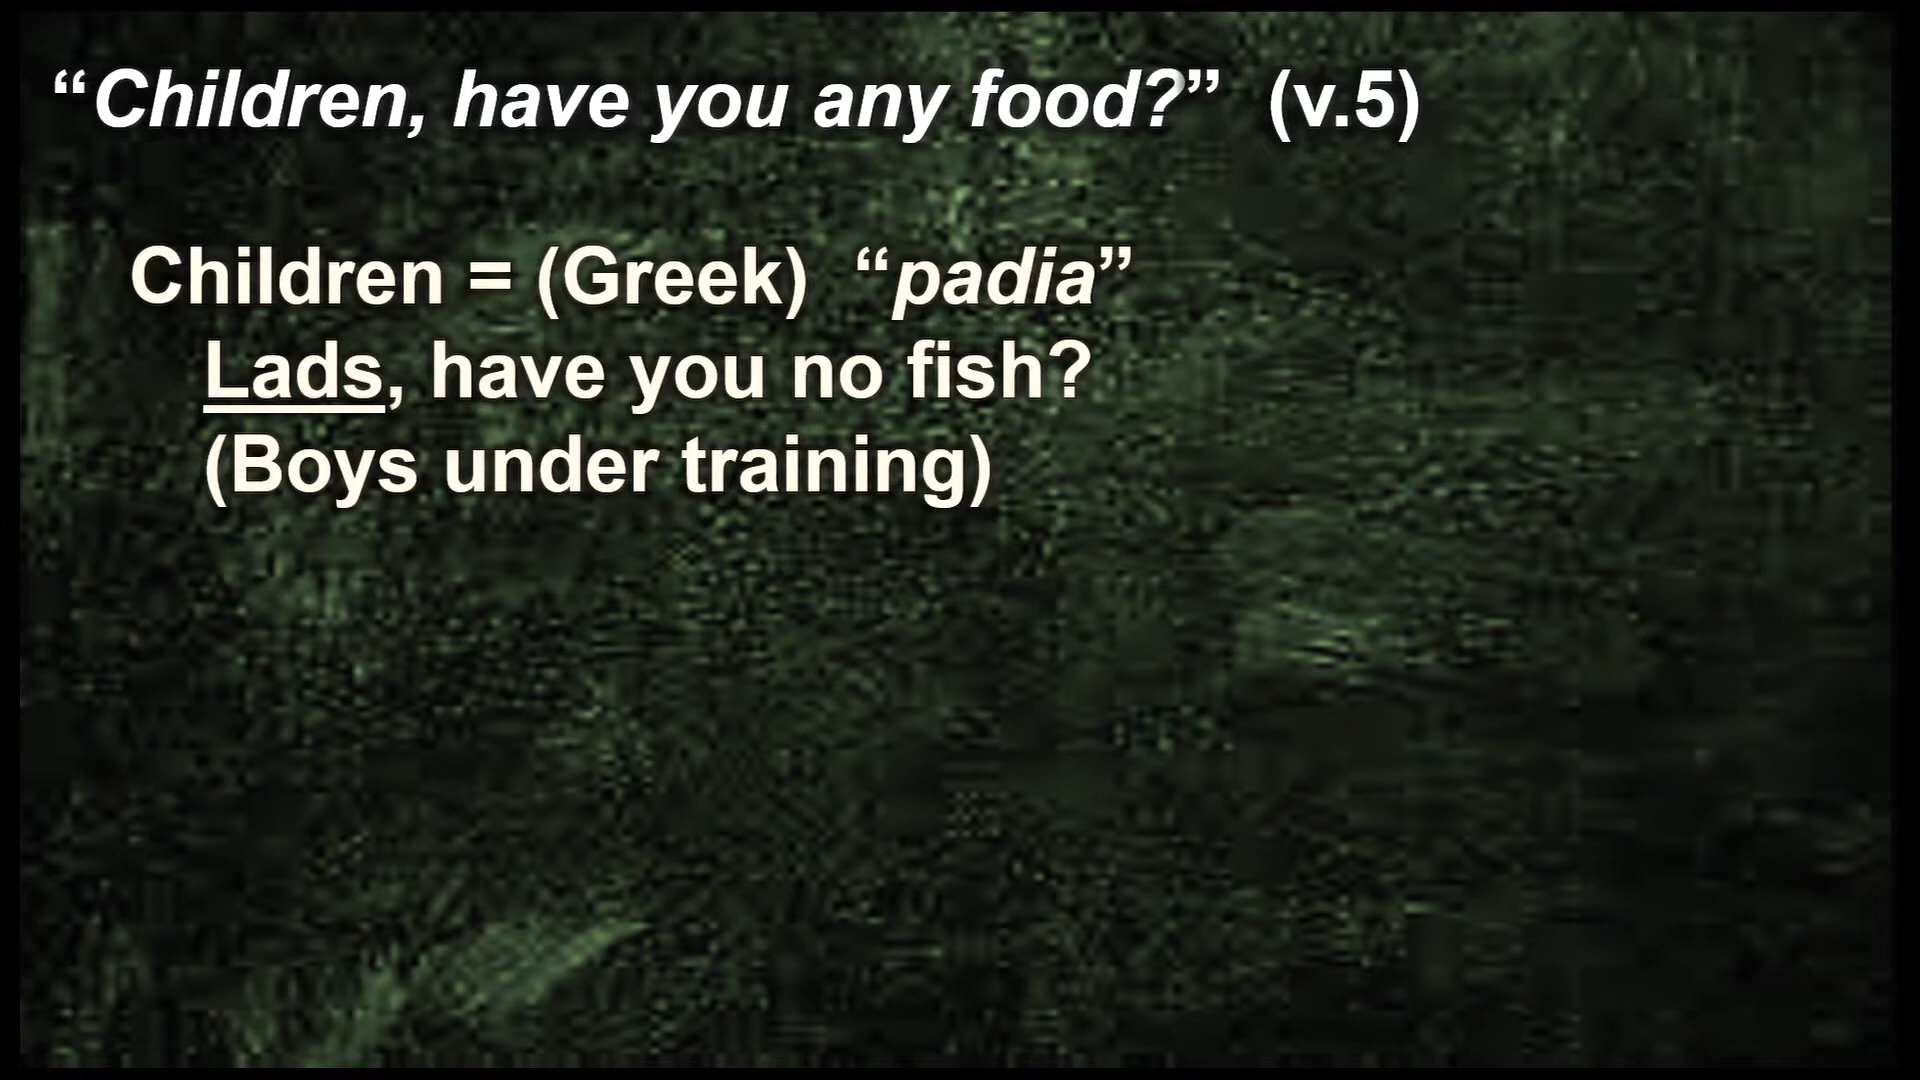 “Children, have you any food?” (v.5)
Children = (Greek) “padia”
Lads, have you no fish?
(Boys under training)